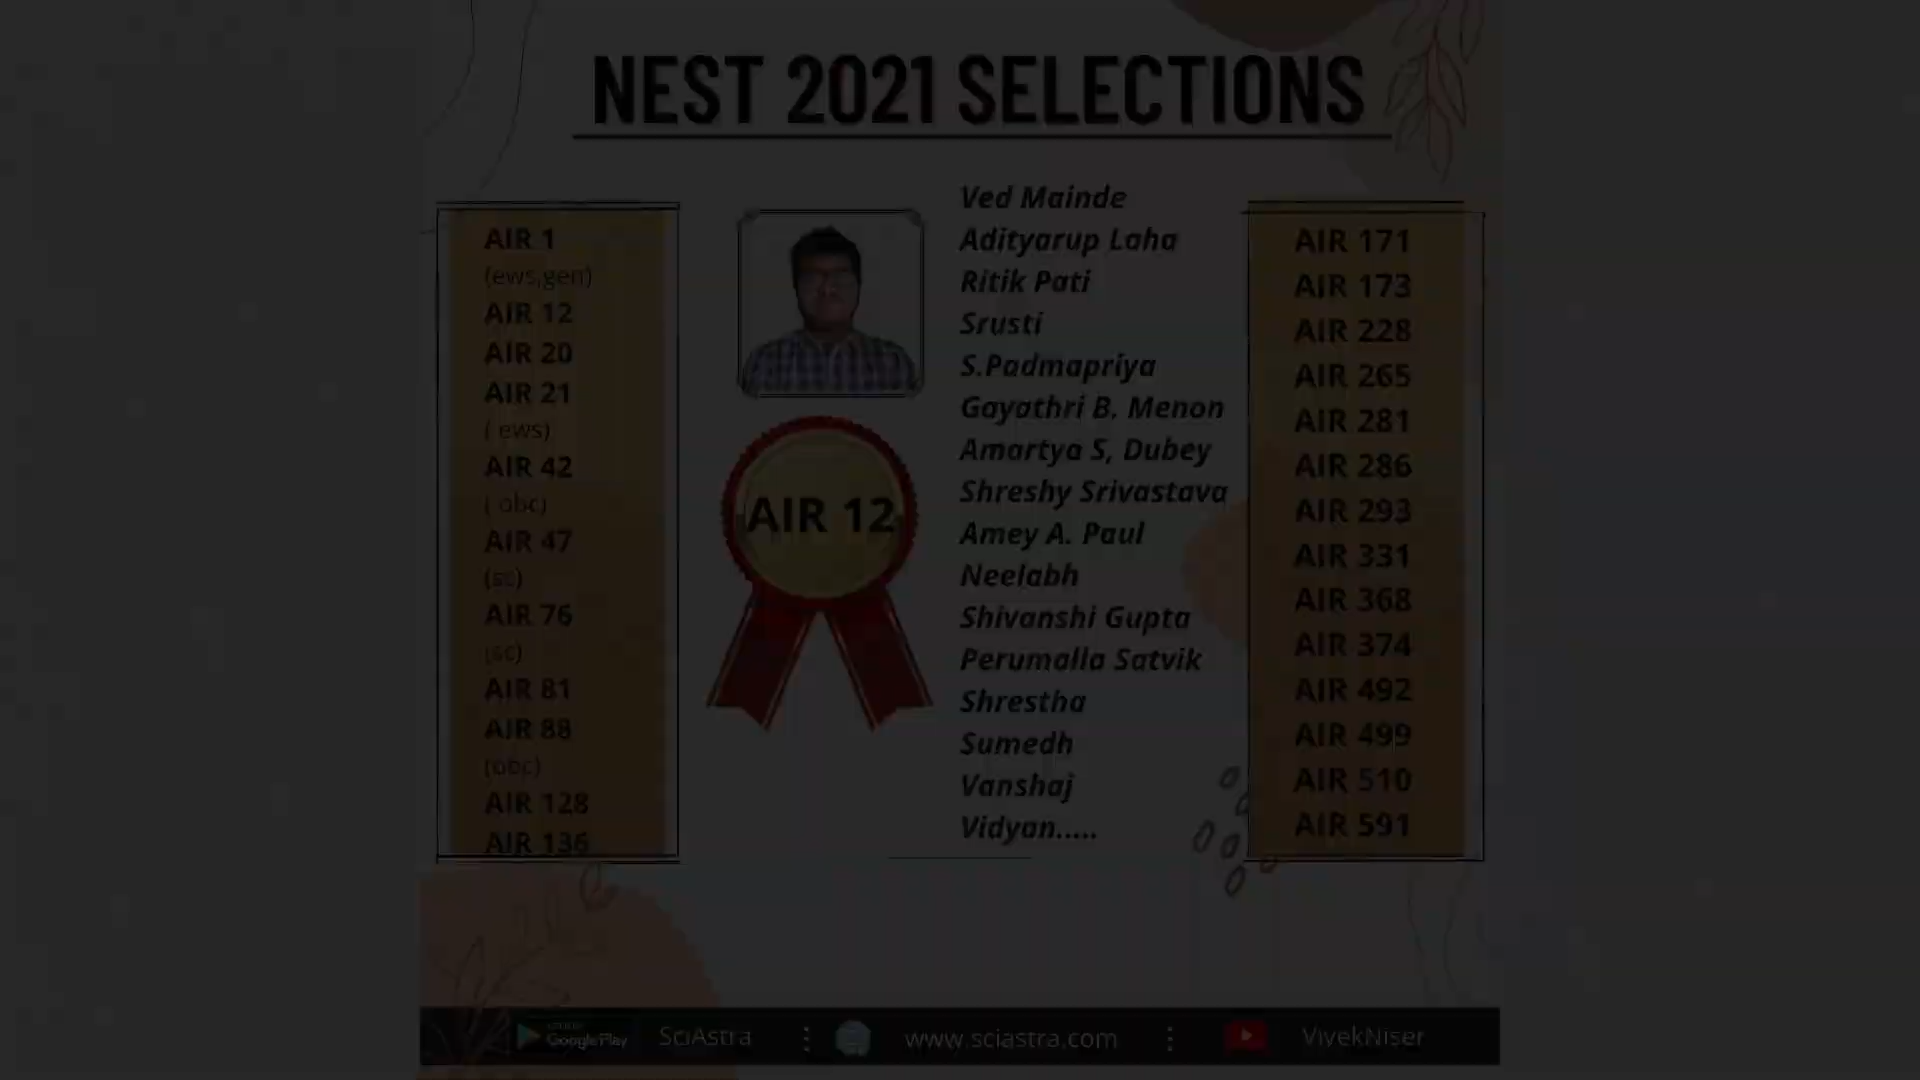 NEST 2021 SELECTIONS
AIR 1
(ews,gen)
AIR 12
AIR 20
AIR 21
( ews)
AIR 42
( obc)
AIR 47
(sc)
AIR 76
(sc)
AIR 81
AIR 88
(obc)
AIR 128
AIR 136
AIR 12
Ved Mainde
Adityarup Laha
Ritik Pati
Srusti
S.Padmapriya
Gayathri B. Menon
Amartya S, Dubey
Shreshy Srivastava
Amey A. Paul
Neelabh
Shivanshi Gupta
Perumalla Satvik
Shrestha
Sumedh
Vanshaj
Vidyan.....
AIR 171
AIR 173
AIR 228
AIR 265
AIR 281
AIR 286
AIR 293
AIR 331
AIR 368
AIR 374
AIR 492
AIR 499
AIR 510
AIR 591
Google Play
SciAstra
www.sciastra.com
VivekNiser